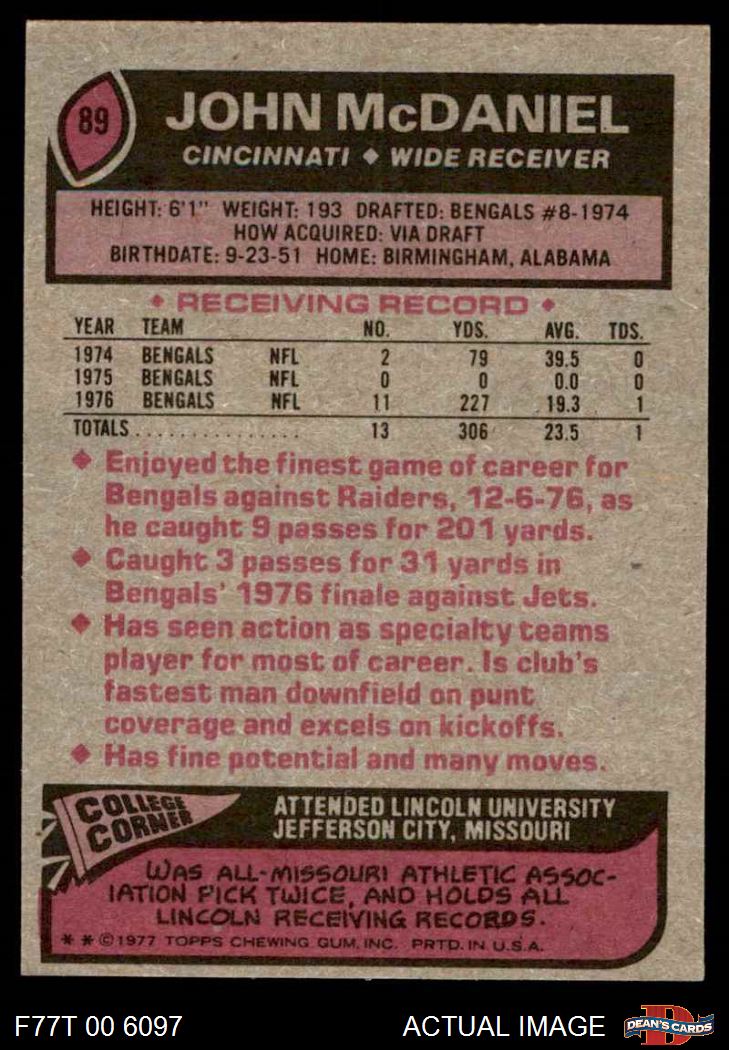 89
JOHN McDANIEL
CINCINNATI ◆ WIDE RECEIVER
HEIGHT: 6'1" WEIGHT: 193 DRAFTED: BENGALS #8-1974
HOW ACQUIRED: VIA DRAFT
BIRTHDATE: 9-23-51 HOME: BIRMINGHAM, ALABAMA
◆ RECEIVING RECORD ◆
YEAR TEAM NO. YDS. AVG. TDS.
1974 BENGALS NFL 2 79 39.5 0
1975 BENGALS NFL 0 0 0.0 0
1976 BENGALS NFL 11 227 19.3 1
TOTALS................ 13 306 23.5 1
◆ Enjoyed the finest game of career for
Bengals against Raiders, 12-6-76, as
he caught 9 passes for 201 yards.
◆ Caught 3 passes for 31 yards in
Bengals' 1976 finale against Jets.
◆ Has seen action as specialty teams
player for most of career. Is club's
fastest man downfield on punt
coverage and excels on kickoffs.
◆ Has fine potential and many moves.
COLLEGE
CORNER
ATTENDED LINCOLN UNIVERSITY
JEFFERSON CITY, MISSOURI
WAS ALL-MISSOURI ATHLETIC ASSOC-
IATION PICK TWICE, AND HOLDS ALL
LINCOLN RECEIVING RECORDS.
* * © 1977 TOPPS CHEWING GUM, INC. PRTD. IN U.S.A.
F77T 00 6097
ACTUAL IMAGE
D
DEAN'S CARDS